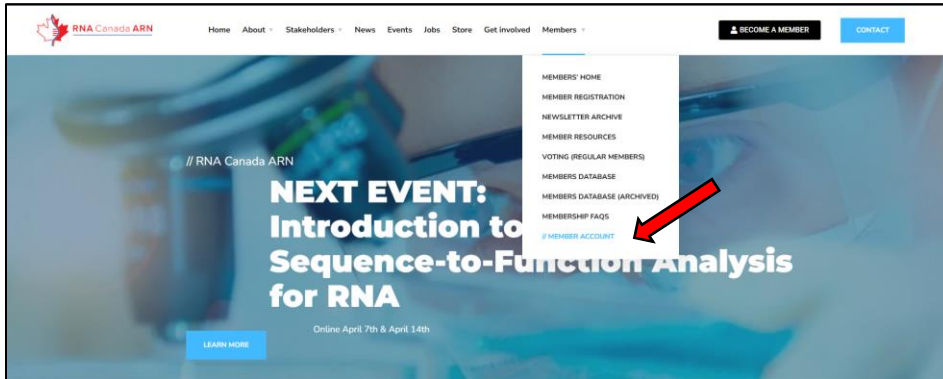 RNA Canada ARN
Home About Stakeholders News Events Jobs Store Get involved Members
BECOME A MEMBER
CONTACT
MEMBERS' HOME
MEMBER REGISTRATION
NEWSLETTER ARCHIVE
MEMBER RESOURCES
VOTING (REGULAR MEMBERS)
MEMBERS DATABASE
MEMBERS DATABASE (ARCHIVED)
MEMBERSHIP FAQS
// MEMBER ACCOUNT
// RNA Canada ARN
NEXT EVENT:
Introduction to
Sequence-to-Function Analysis
for RNA
Online April 7th & April 14th
LEARN MORE